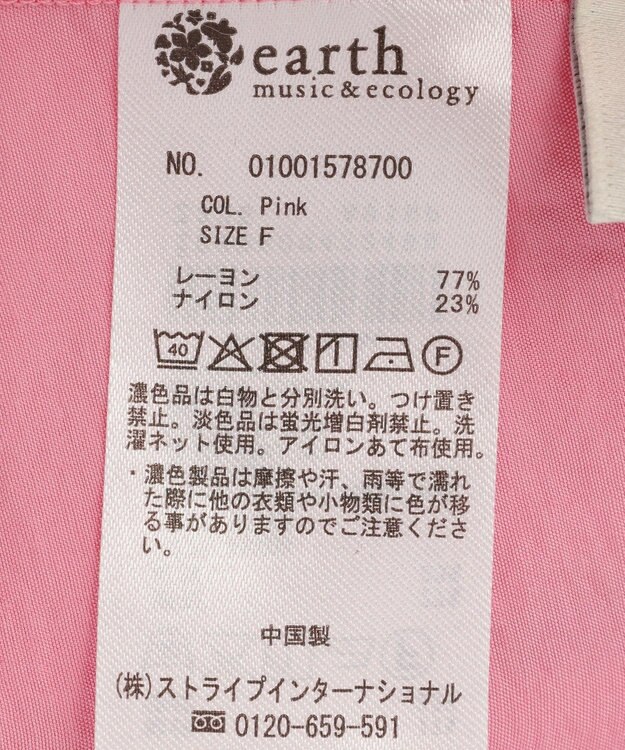 earth
music&ecology
NO. 01001578700
COL. Pink
SIZE F
レーヨン 77%
ナイロン 23%
40 F
濃色品は白物と分別洗い。つけ置き
禁止。淡色品は蛍光増白剤禁止。洗
濯ネット使用。アイロンあて布使用。
・濃色製品は摩擦や汗、雨等で濡れ
た際に他の衣類や小物類に色が移
る事がありますのでご注意くださ
い。
中国製
(株)ストライプインターナショナル
0120-659-591